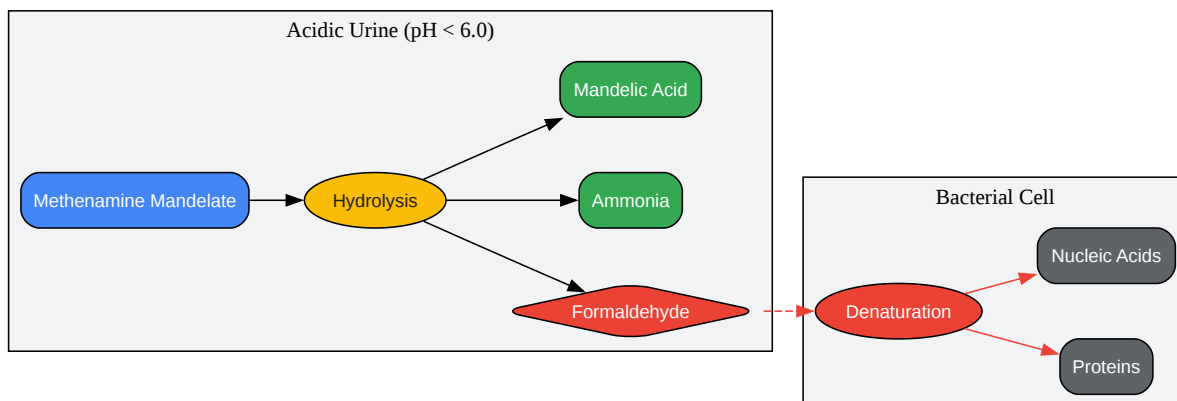 Acidic Urine (pH < 6.0)
Mandelic Acid
Methenamine Mandelate
Hydrolysis
Ammonia
Formaldehyde
Bacterial Cell
Nucleic Acids
Denaturation
Proteins